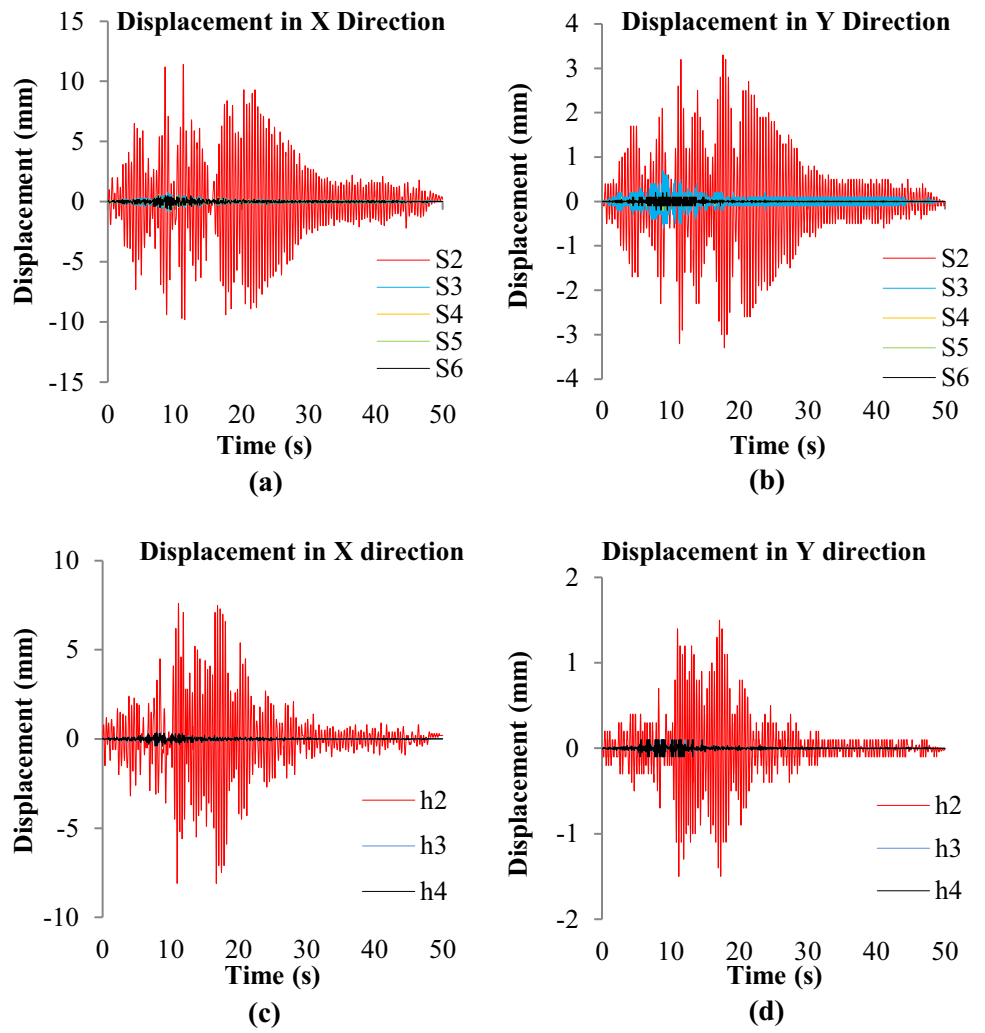 Displacement in X Direction
15
10
5
0
-5
-10
-15
Displacement (mm)
S2
S3
S4
S5
S6
0 10 20 30 40 50
Time (s)
(a)
Displacement in Y Direction
4
3
2
1
0
-1
-2
-3
-4
Displacement (mm)
S2
S3
S4
S5
S6
0 10 20 30 40 50
Time (s)
(b)
Displacement in X direction
10
5
0
-5
-10
Displacement (mm)
h2
h3
h4
0 10 20 30 40 50
Time (s)
(c)
Displacement in Y direction
2
1
0
-1
-2
Displacement (mm)
h2
h3
h4
0 10 20 30 40 50
Time (s)
(d)